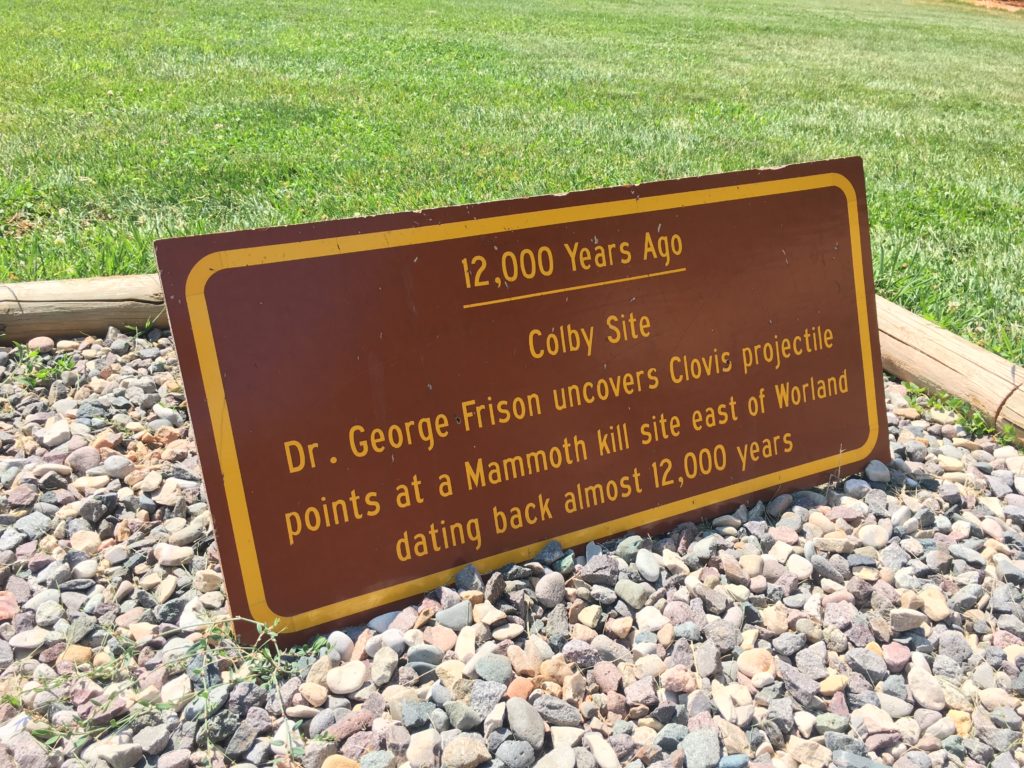 12,000 Years Ago
Colby Site
Dr. George Frison uncovers Clovis projectile
points at a Mammoth kill site east of Worland
dating back almost 12,000 years